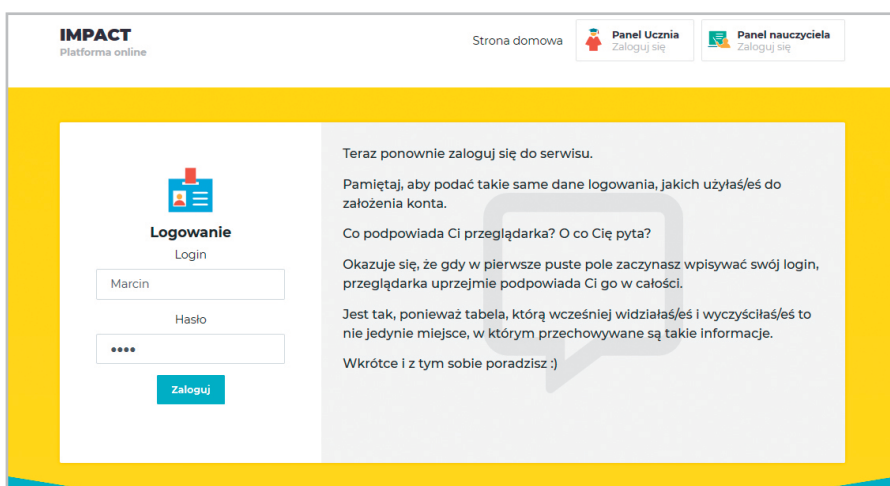 IMPACT
Platforma online
Strona domowa
Panel Ucznia
Zaloguj się
Panel nauczyciela
Zaloguj się
Logowanie
Login
Marcin
Hasło
••••
Zaloguj
Teraz ponownie zaloguj się do serwisu.
Pamiętaj, aby podać takie same dane logowania, jakich użyłaś/eś do
założenia konta.
Co podpowiada Ci przeglądarka? O co Cię pyta?
Okazuje się, że gdy w pierwsze puste pole zaczynasz wpisywać swój login,
przeglądarka uprzejmie podpowiada Ci go w całości.
Jest tak, ponieważ tabela, którą wcześniej widziałaś/eś i wyczyściłaś/eś to
nie jedynie miejsce, w którym przechowywane są takie informacje.
Wkrótce i z tym sobie poradzisz :)